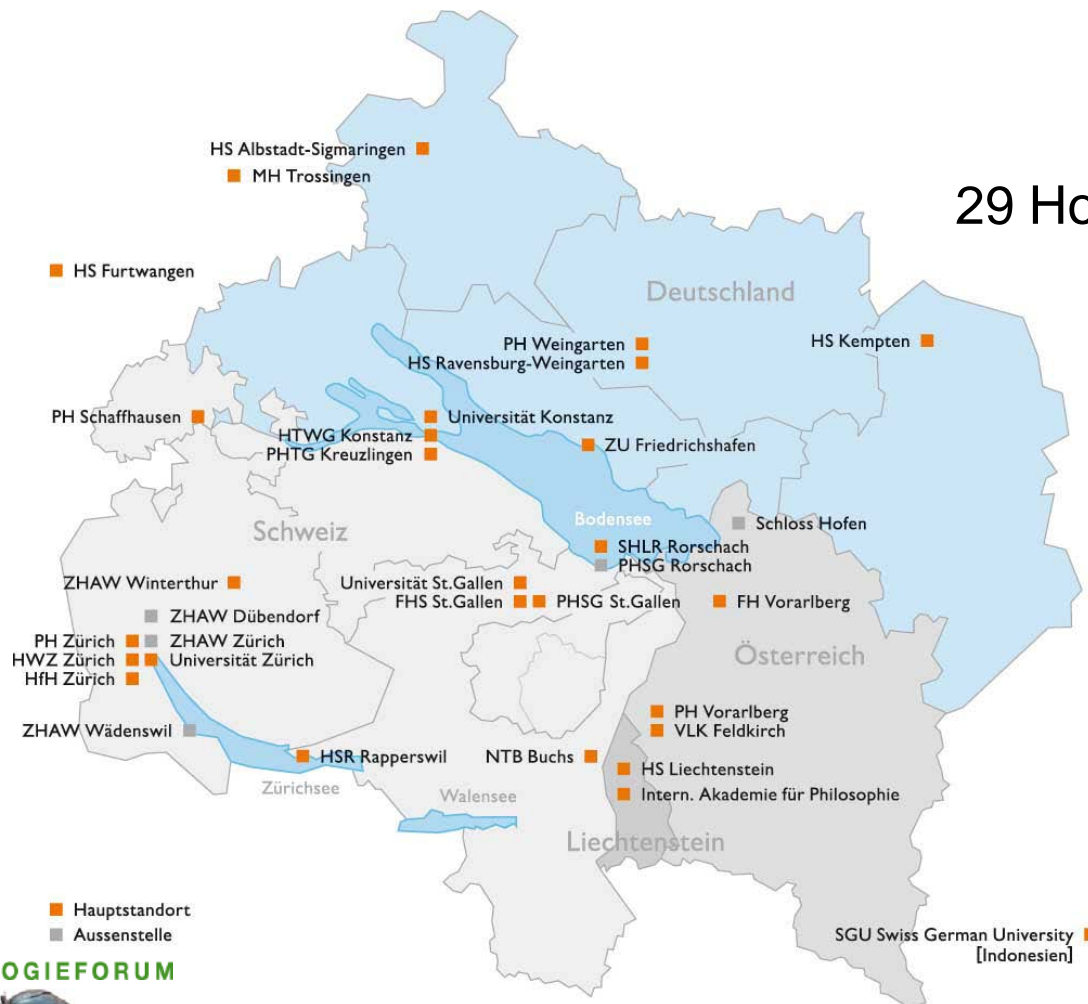 HS Albstadt-Sigmaringen
MH Trossingen
29 Ho
HS Furtwangen
Deutschland
PH Weingarten
HS Ravensburg-Weingarten
HS Kempten
PH Schaffhausen
Universität Konstanz
HTWG Konstanz
PHTG Kreuzlingen
ZU Friedrichshafen
Bodensee
Schloss Hofen
Schweiz
SHLR Rorschach
PHSG Rorschach
ZHAW Winterthur
Universität St.Gallen
FHS St.Gallen
PHSG St.Gallen
FH Vorarlberg
ZHAW Dübendorf
PH Zürich
ZHAW Zürich
HWZ Zürich
Universität Zürich
HfH Zürich
Österreich
PH Vorarlberg
VLK Feldkirch
ZHAW Wädenswil
HSR Rapperswil
NTB Buchs
HS Liechtenstein
Zürichsee
Walensee
Intern. Akademie für Philosophie
Liechtenstein
Hauptstandort
Aussenstelle
SGU Swiss German University
[Indonesien]
OGIEFORUM